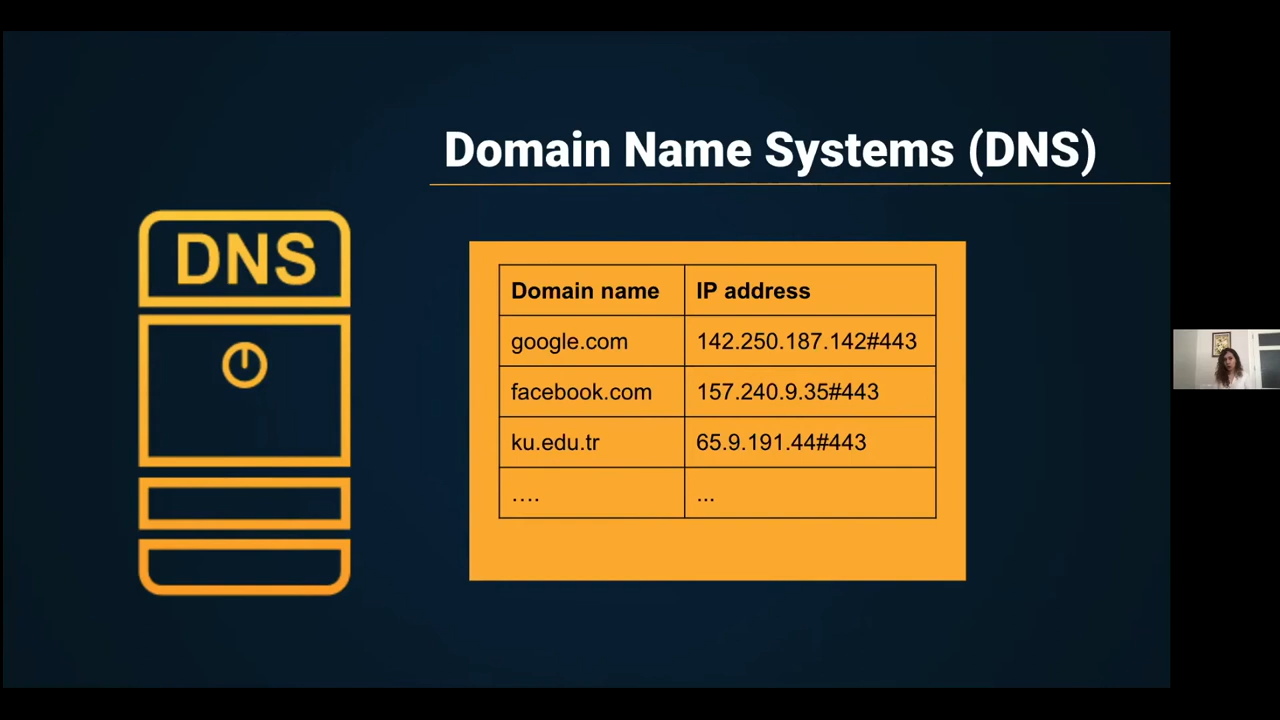 Domain Name Systems (DNS)
DNS
Domain name IP address
google.com 142.250.187.142#443
facebook.com 157.240.9.35#443
ku.edu.tr 65.9.191.44#443
.... ...